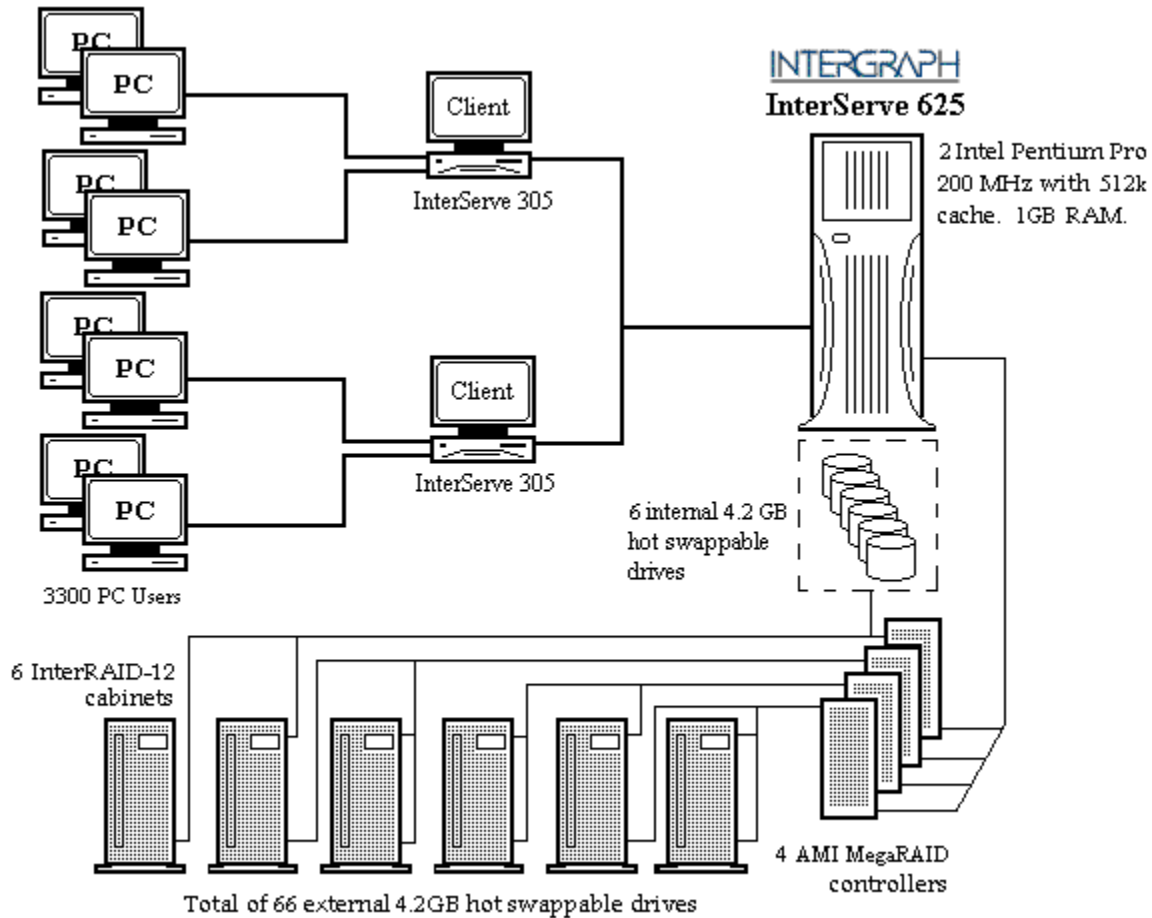 PC
PC
PC
PC
PC
PC
PC
PC
3300 PC Users
Client
InterServe 305
Client
InterServe 305
INTERGRAPH
InterServe 625
2 Intel Pentium Pro
200 MHz with 512k
cache. 1GB RAM.
6 internal 4.2 GB
hot swappable
drives
6 InterRAID-12
cabinets
4 AMI MegaRAID
controllers
Total of 66 external 4.2GB hot swappable drives